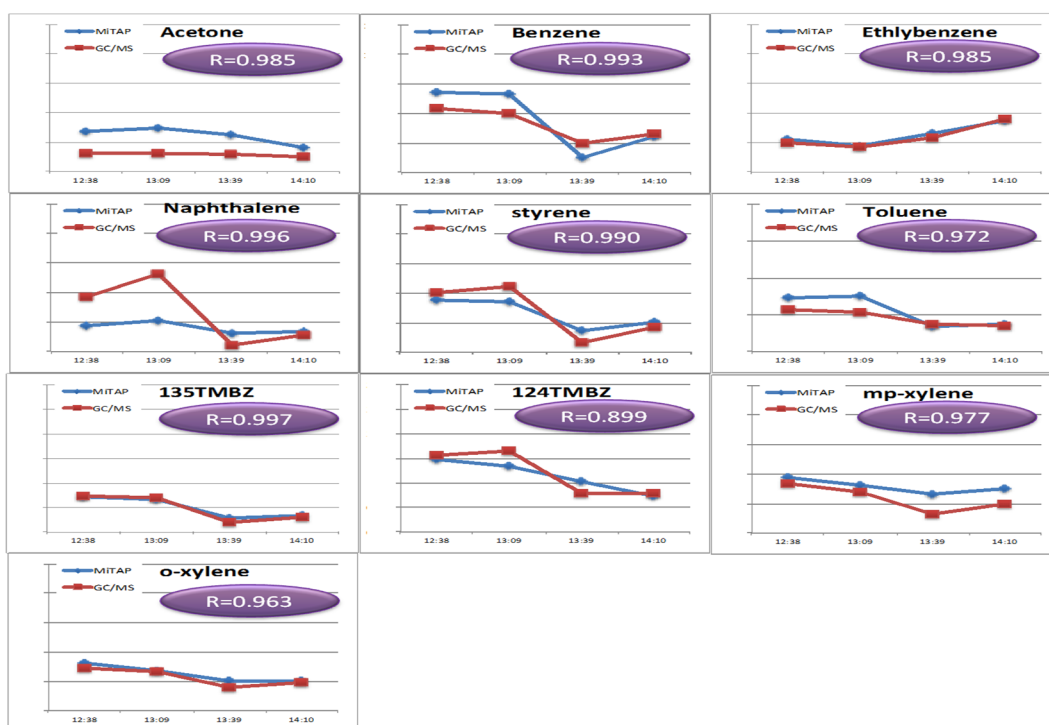 Acetone
MiTAP
GC/MS
R=0.985
12:38 13:09 13:39 14:10
Benzene
MiTAP
GC/MS
R=0.993
12:38 13:09 13:39 14:10
Ethlybenzene
MiTAP
GC/MS
R=0.985
12:38 13:09 13:39 14:10
Naphthalene
MiTAP
GC/MS
R=0.996
12:38 13:09 13:39 14:10
styrene
MiTAP
GC/MS
R=0.990
12:38 13:09 13:39 14:10
Toluene
MiTAP
GC/MS
R=0.972
12:38 13:09 13:39 14:10
135TMBZ
MiTAP
GC/MS
R=0.997
12:38 13:09 13:39 14:10
124TMBZ
MiTAP
GC/MS
R=0.899
12:38 13:09 13:39 14:10
mp-xylene
MiTAP
GC/MS
R=0.977
12:38 13:09 13:39 14:10
o-xylene
MiTAP
GC/MS
R=0.963
12:38 13:09 13:39 14:10